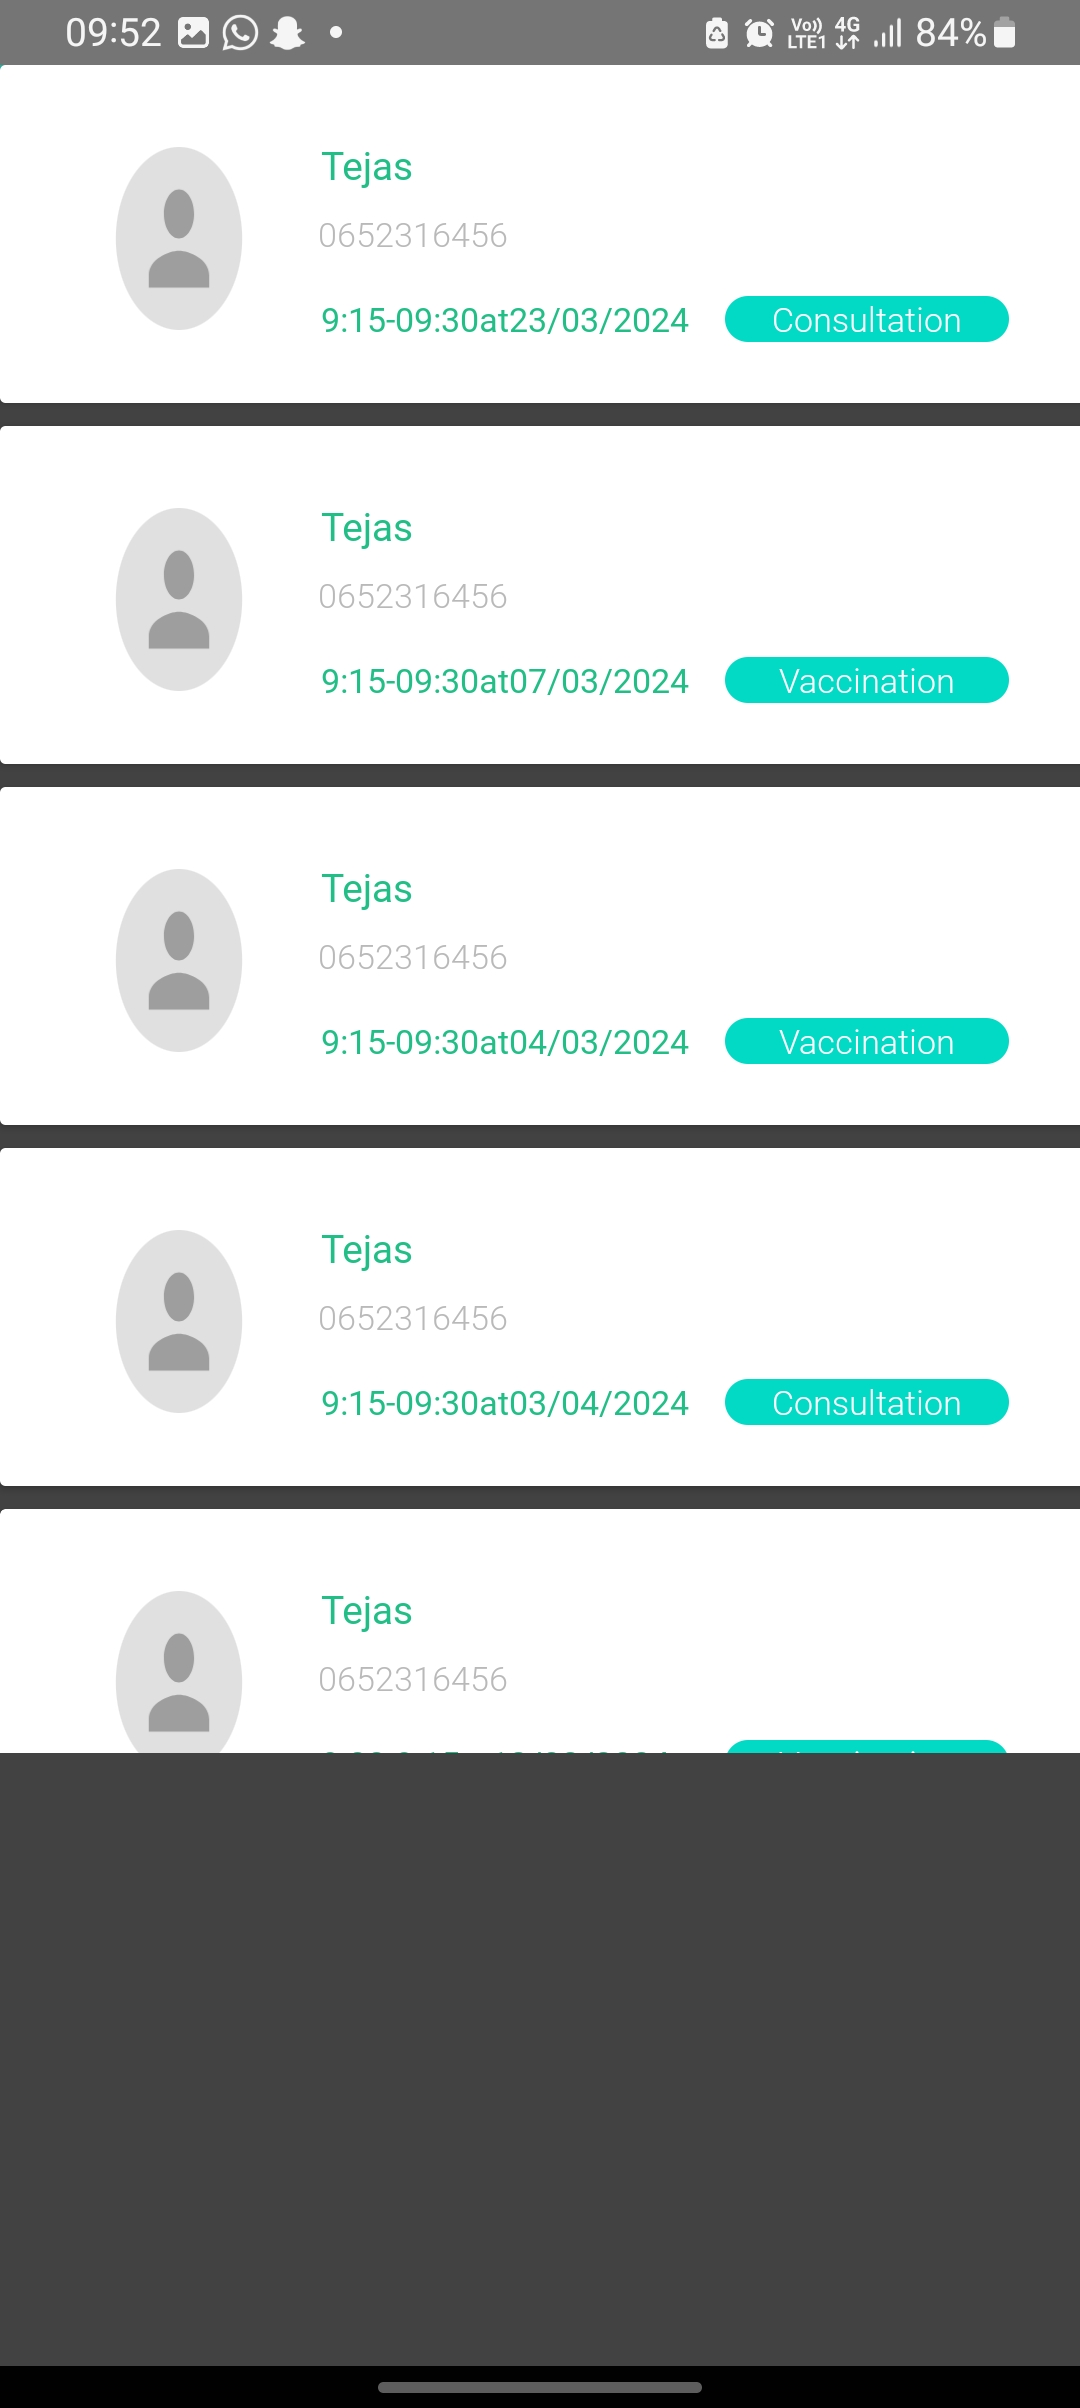 09:52 Vo)) LTE1 4G 84%
Tejas
0652316456
9:15-09:30at23/03/2024 Consultation
Tejas
0652316456
9:15-09:30at07/03/2024 Vaccination
Tejas
0652316456
9:15-09:30at04/03/2024 Vaccination
Tejas
0652316456
9:15-09:30at03/04/2024 Consultation
Tejas
0652316456